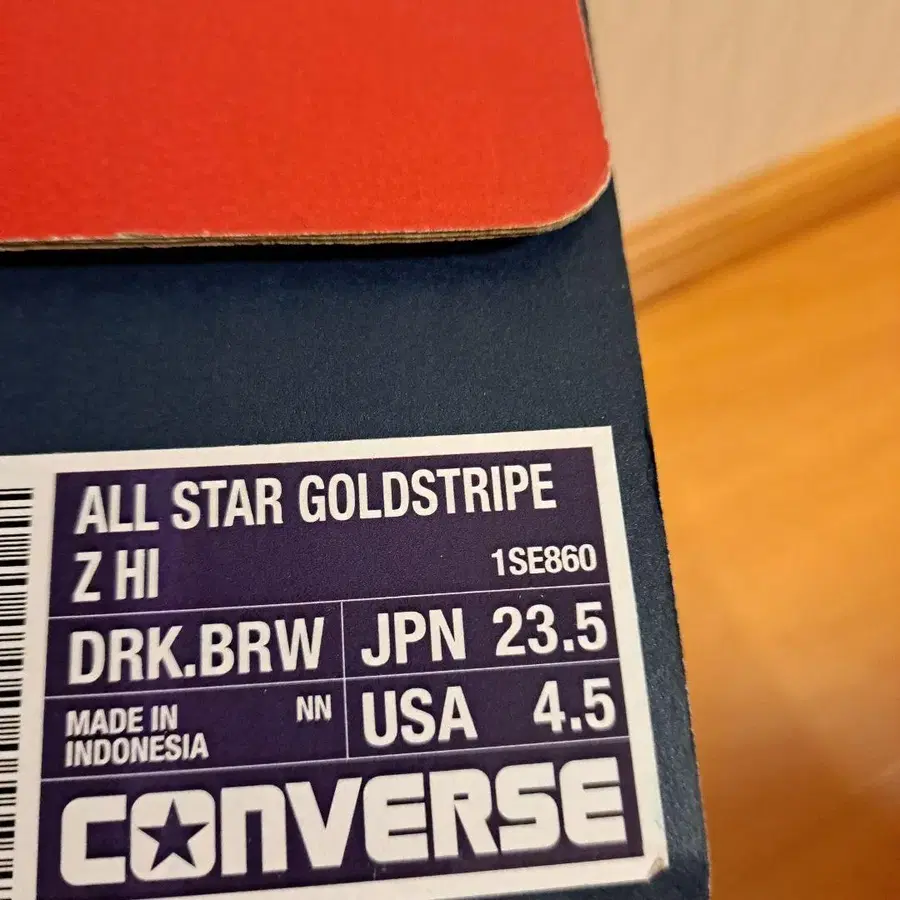 ALL STAR GOLDSTRIPE
Z HI 1SE860
DRK.BRW JPN 23.5
MADE IN INDONESIA NN USA 4.5
CONVERSE